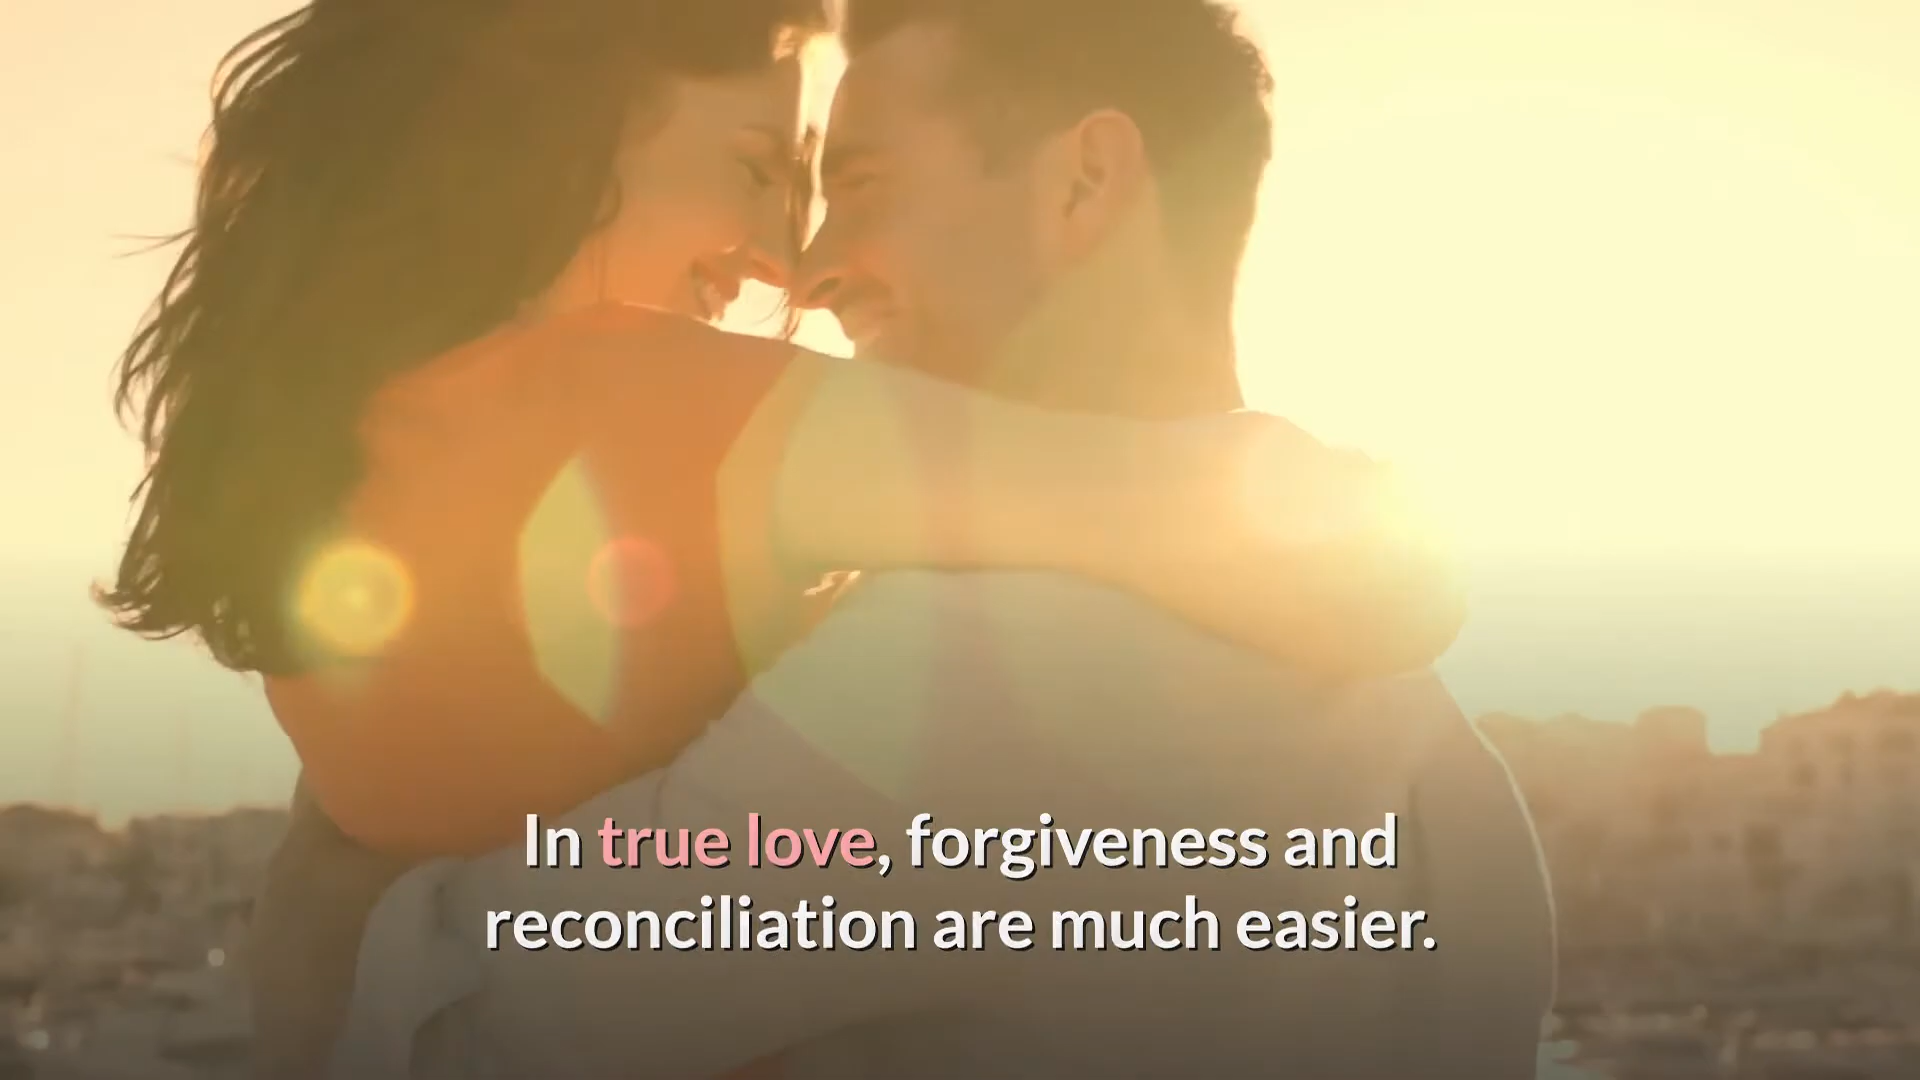 In true love, forgiveness and
reconciliation are much easier.